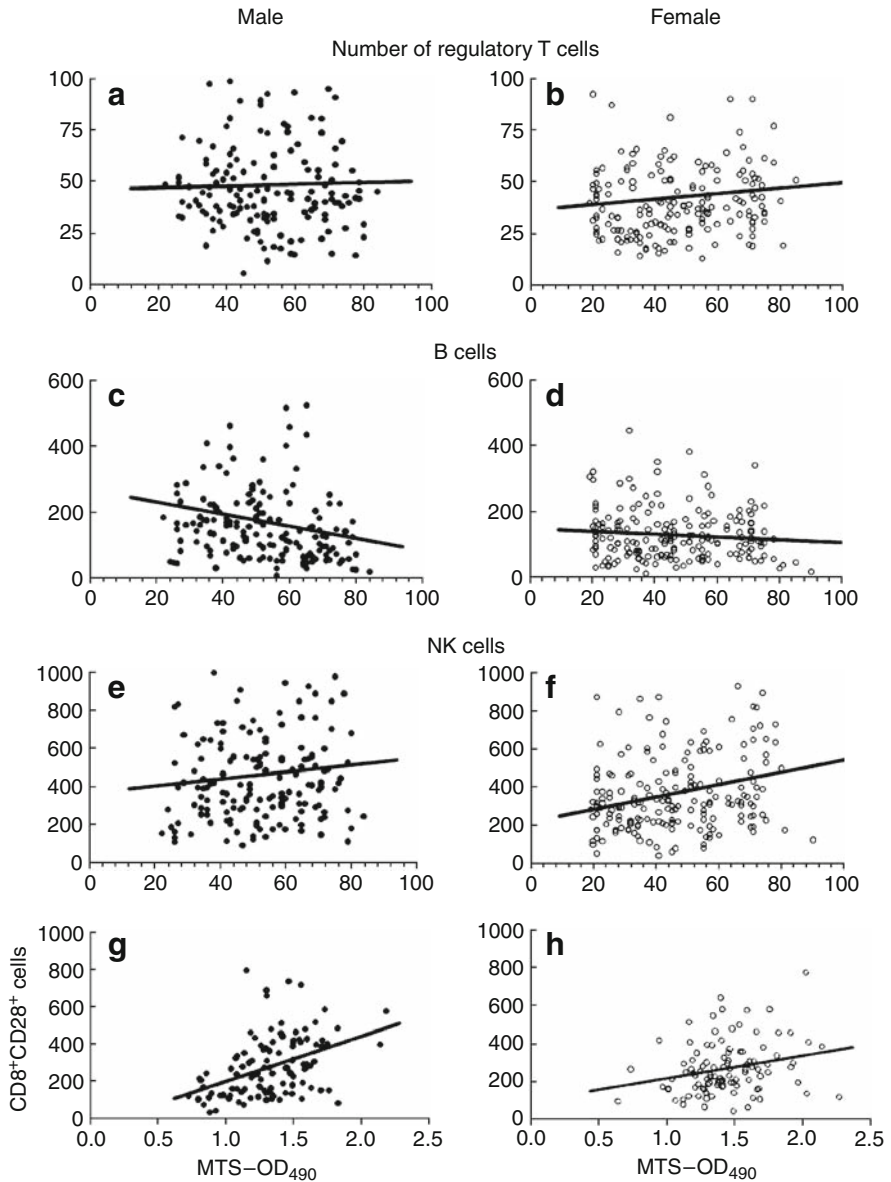 Male Female
Number of regulatory T cells
a b
100 100
75 75
50 50
25 25
0 0
0 20 40 60 80 100 0 20 40 60 80 100
B cells
c d
600 600
400 400
200 200
0 0
0 20 40 60 80 100 0 20 40 60 80 100
NK cells
e f
1000 1000
800 800
600 600
400 400
200 200
0 0
0 20 40 60 80 100 0 20 40 60 80 100
g h
CD8⁺CD28⁺ cells
1000 1000
800 800
600 600
400 400
200 200
0 0
0.0 0.5 1.0 1.5 2.0 2.5 0.0 0.5 1.0 1.5 2.0 2.5
MTS−OD₄₉₀ MTS−OD₄₉₀